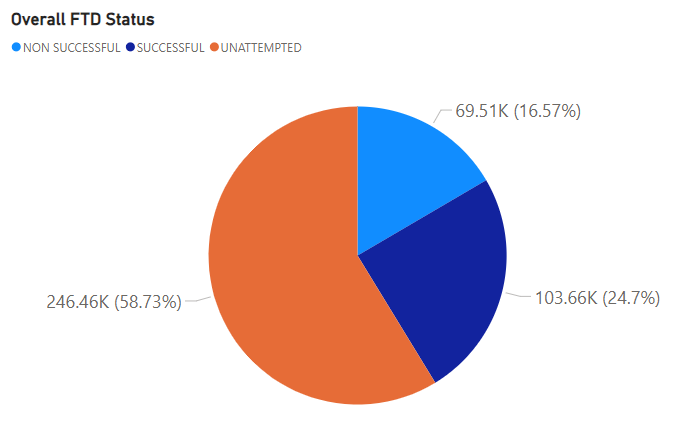 Overall FTD Status
NON SUCCESSFUL SUCCESSFUL UNATTEMPTED
69.51K (16.57%)
246.46K (58.73%)
103.66K (24.7%)